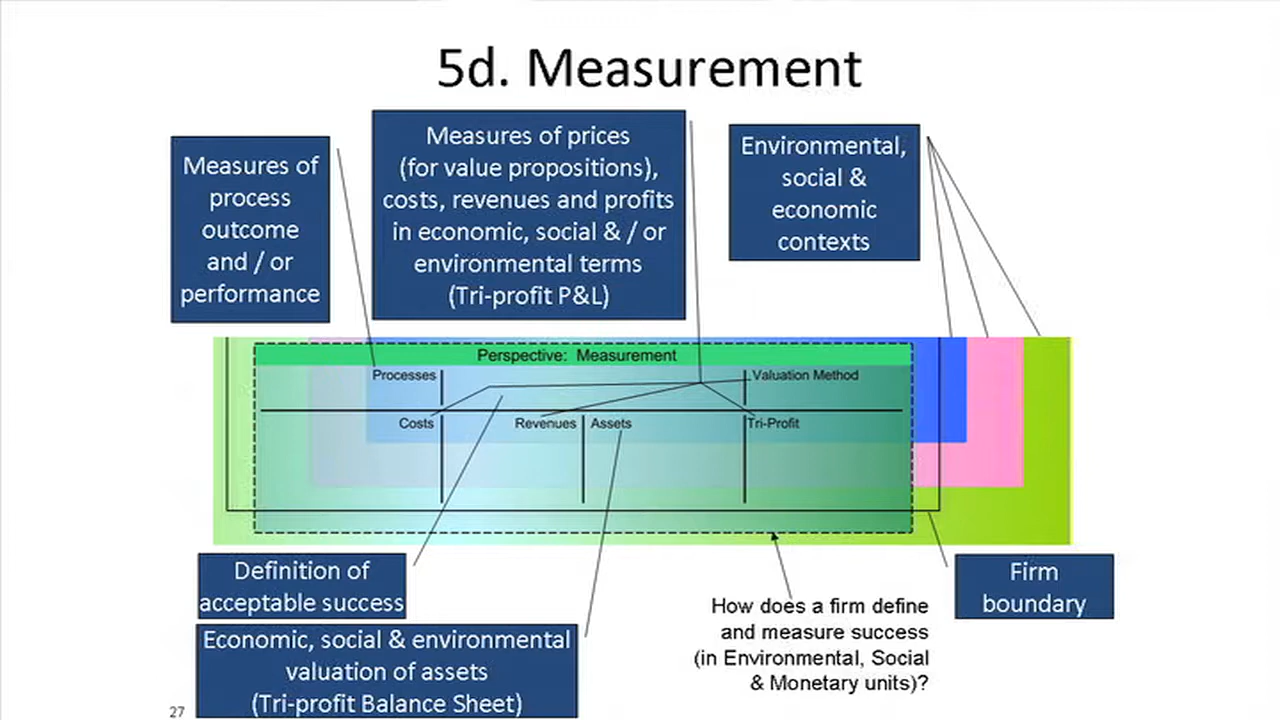 5d. Measurement
Measures of
process
outcome
and / or
performance
Measures of prices
(for value propositions),
costs, revenues and profits
in economic, social & / or
environmental terms
(Tri-profit P&L)
Environmental,
social &
economic
contexts
Perspective: Measurement
Processes
Valuation Method
Costs
Revenues
Assets
Tri-Profit
Definition of
acceptable success
Economic, social & environmental
valuation of assets
(Tri-profit Balance Sheet)
How does a firm define
and measure success
(in Environmental, Social
& Monetary units)?
Firm
boundary
27